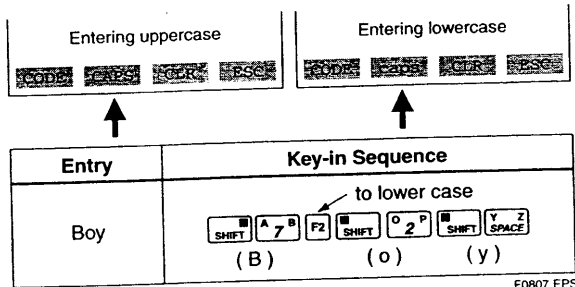 Entering uppercase
CODE CAPS CLR ESC
Entering lowercase
CODE caps CLR ESC
Entry Key-in Sequence
to lower case
Boy
SHIFT A 7 B F2 SHIFT O 2 P SHIFT Y Z SPACE
(B) (o) (y)
F0807.EPS